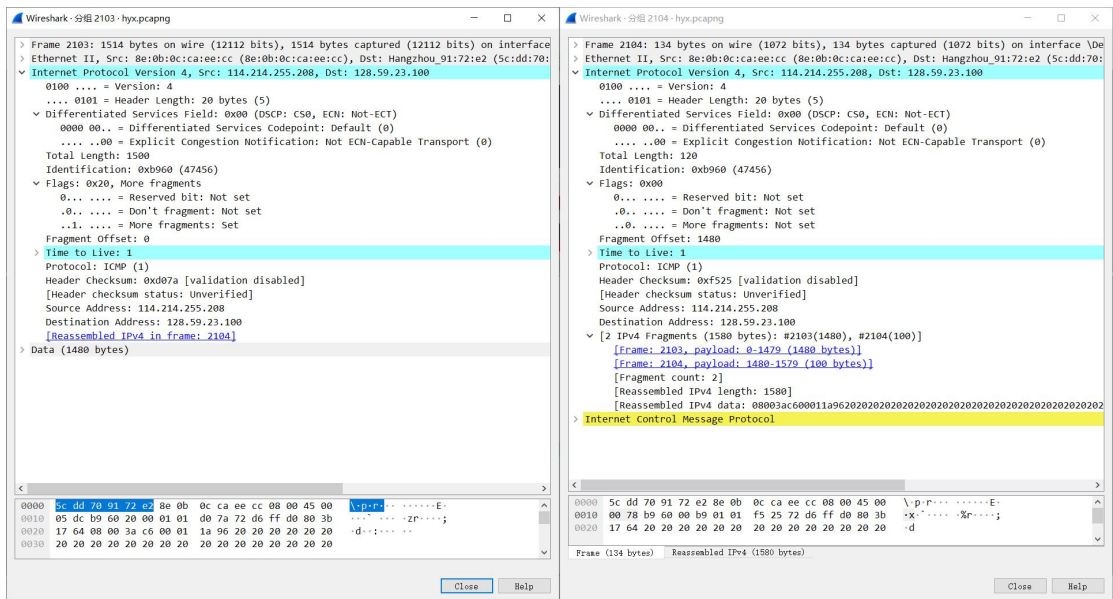 Wireshark · 分组 2103 · hyx.pcapng
> Frame 2103: 1514 bytes on wire (12112 bits), 1514 bytes captured (12112 bits) on interface
> Ethernet II, Src: 8e:0b:0c:ca:ee:cc (8e:0b:0c:ca:ee:cc), Dst: Hangzhou_91:72:e2 (5c:dd:70:
Internet Protocol Version 4, Src: 114.214.255.208, Dst: 128.59.23.100
0100 .... = Version: 4
.... 0101 = Header Length: 20 bytes (5)
Differentiated Services Field: 0x00 (DSCP: CS0, ECN: Not-ECT)
0000 00.. = Differentiated Services Codepoint: Default (0)
.... ..00 = Explicit Congestion Notification: Not ECN-Capable Transport (0)
Total Length: 1500
Identification: 0xb960 (47456)
Flags: 0x20, More fragments
0... .... = Reserved bit: Not set
.0.. .... = Don't fragment: Not set
..1. .... = More fragments: Set
Fragment Offset: 0
> Time to Live: 1
Protocol: ICMP (1)
Header Checksum: 0xd07a [validation disabled]
[Header checksum status: Unverified]
Source Address: 114.214.255.208
Destination Address: 128.59.23.100
[Reassembled IPv4 in frame: 2104]
> Data (1480 bytes)
0000 5c dd 70 91 72 e2 8e 0b 0c ca ee cc 08 00 45 00 \·p·r··· ······E·
0010 05 dc b9 60 20 00 01 01 d0 7a 72 d6 ff d0 80 3b ···` ··· ·zr····;
0020 17 64 08 00 3a c6 00 01 1a 96 20 20 20 20 20 20 ·d··:··· ··
0030 20 20 20 20 20 20 20 20 20 20 20 20 20 20 20 20
Close Help
Wireshark · 分组 2104 · hyx.pcapng
> Frame 2104: 134 bytes on wire (1072 bits), 134 bytes captured (1072 bits) on interface \De
> Ethernet II, Src: 8e:0b:0c:ca:ee:cc (8e:0b:0c:ca:ee:cc), Dst: Hangzhou_91:72:e2 (5c:dd:70:
Internet Protocol Version 4, Src: 114.214.255.208, Dst: 128.59.23.100
0100 .... = Version: 4
.... 0101 = Header Length: 20 bytes (5)
Differentiated Services Field: 0x00 (DSCP: CS0, ECN: Not-ECT)
0000 00.. = Differentiated Services Codepoint: Default (0)
.... ..00 = Explicit Congestion Notification: Not ECN-Capable Transport (0)
Total Length: 120
Identification: 0xb960 (47456)
Flags: 0x00
0... .... = Reserved bit: Not set
.0.. .... = Don't fragment: Not set
..0. .... = More fragments: Not set
Fragment Offset: 1480
> Time to Live: 1
Protocol: ICMP (1)
Header Checksum: 0xf525 [validation disabled]
[Header checksum status: Unverified]
Source Address: 114.214.255.208
Destination Address: 128.59.23.100
[2 IPv4 Fragments (1580 bytes): #2103(1480), #2104(100)]
[Frame: 2103, payload: 0-1479 (1480 bytes)]
[Frame: 2104, payload: 1480-1579 (100 bytes)]
[Fragment count: 2]
[Reassembled IPv4 length: 1580]
[Reassembled IPv4 data: 08003ac600011a9620202020202020202020202020202020202020202020202020202
> Internet Control Message Protocol
0000 5c dd 70 91 72 e2 8e 0b 0c ca ee cc 08 00 45 00 \·p·r··· ······E·
0010 00 78 b9 60 00 b9 01 01 f5 25 72 d6 ff d0 80 3b ·x·`···· ·%r····;
0020 17 64 20 20 20 20 20 20 20 20 20 20 20 20 20 20 ·d
Frame (134 bytes) Reassembled IPv4 (1580 bytes)
Close Help